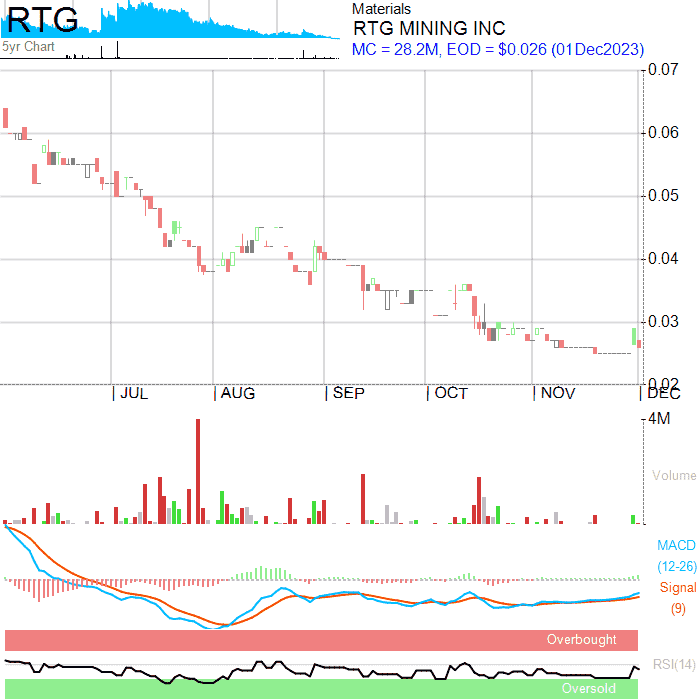 RTG
5yr Chart
Materials
RTG MINING INC
MC = 28.2M, EOD = $0.026 (01Dec2023)
0.07
0.06
0.05
0.04
0.03
0.02
JUL AUG SEP OCT NOV DEC
4M
Volume
MACD
(12-26)
Signal
(9)
Overbought
RSI(14)
Oversold